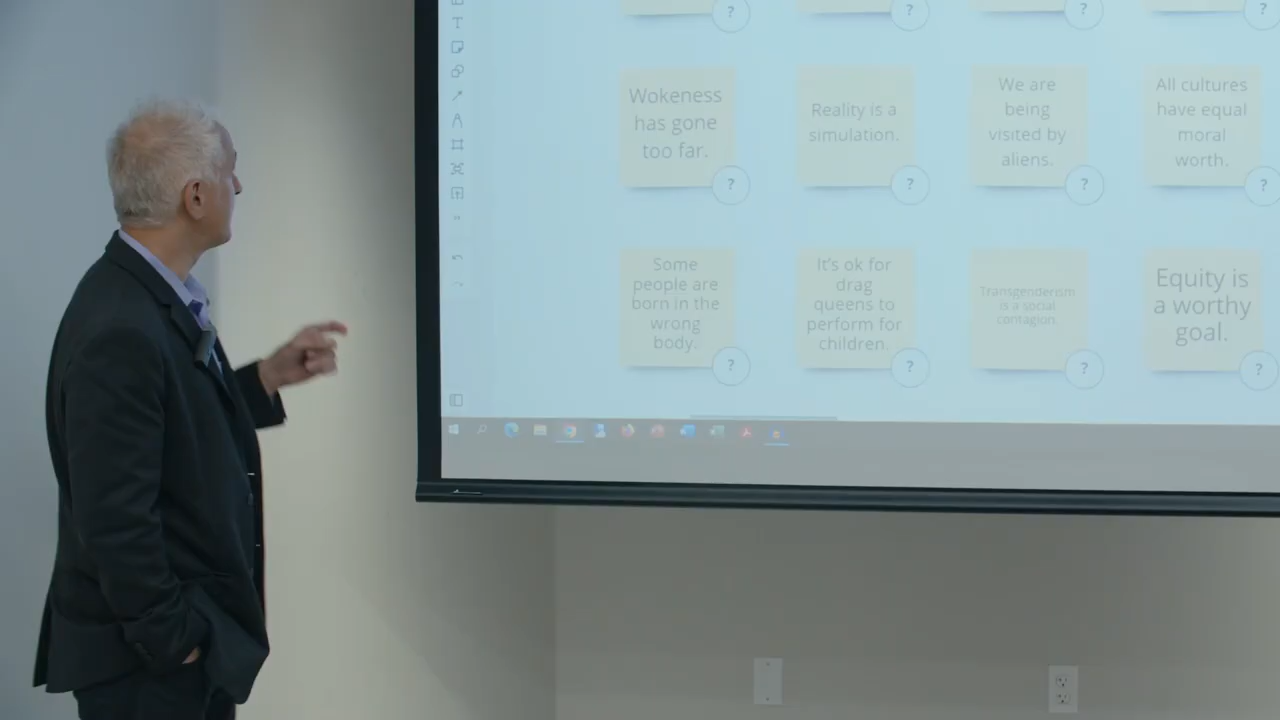 ?
?
?
?
Wokeness
has gone
too far.
?
Reality is a
simulation.
?
We are
being
visited by
aliens.
?
All cultures
have equal
moral
worth.
?
Some
people are
born in the
wrong
body.
?
It's ok for
drag
queens to
perform for
children.
?
Transgenderism
is a social
contagion.
?
Equity is
a worthy
goal.
?